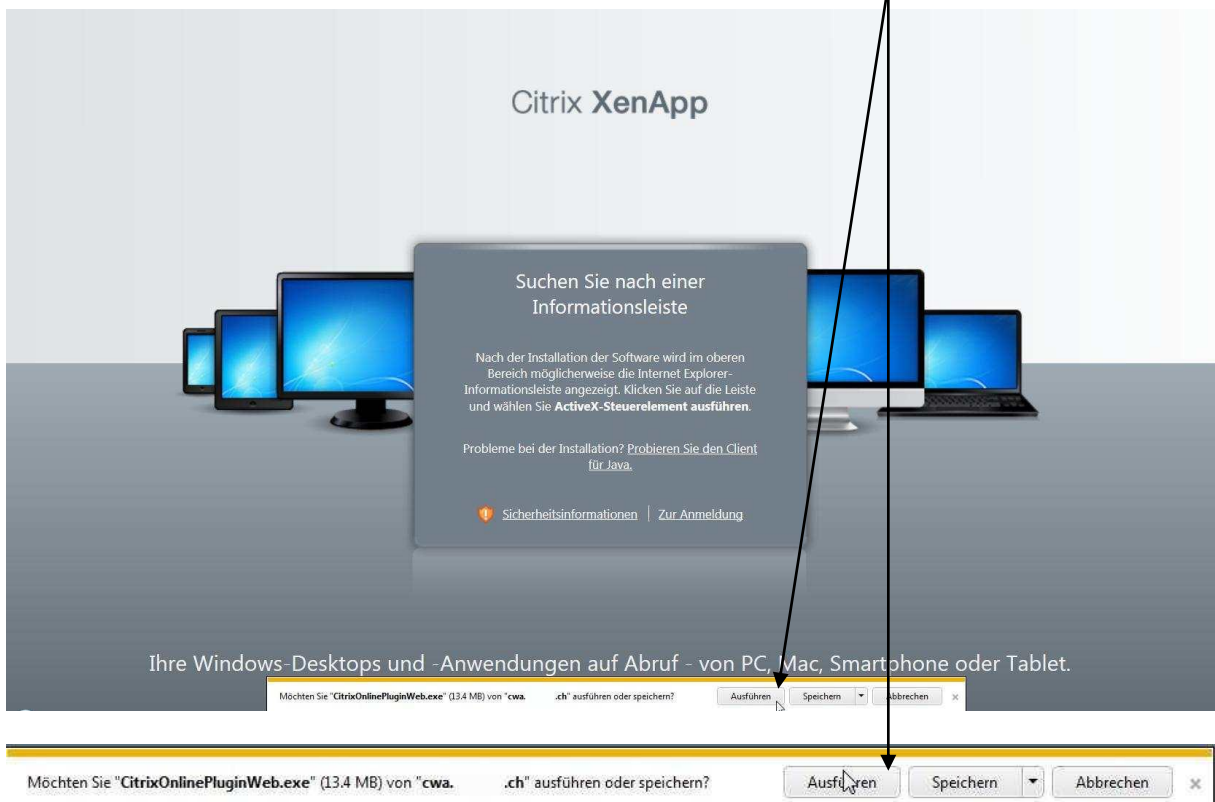 Citrix XenApp
Suchen Sie nach einer
Informationsleiste
Nach der Installation der Software wird im oberen
Bereich möglicherweise die Internet Explorer-
Informationsleiste angezeigt. Klicken Sie auf die Leiste
und wählen Sie ActiveX-Steuerelement ausführen.
Probleme bei der Installation? Probieren Sie den Client
für Java.
Sicherheitsinformationen | Zur Anmeldung
Ihre Windows-Desktops und -Anwendungen auf Abruf - von PC, Mac, Smartphone oder Tablet.
Möchten Sie "CitrixOnlinePluginWeb.exe" (13.4 MB) von "cwa. .ch" ausführen oder speichern? Ausführen Speichern Abbrechen ×
Möchten Sie "CitrixOnlinePluginWeb.exe" (13.4 MB) von "cwa. .ch" ausführen oder speichern? Ausführen Speichern Abbrechen ×